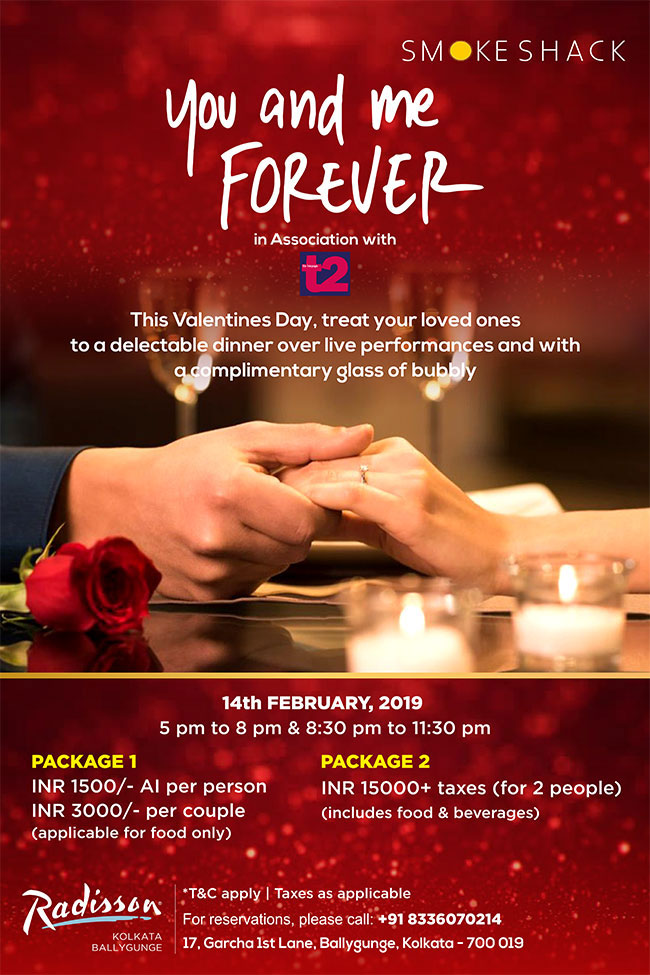 SMOKE SHACK
You and me
FOREVER
in Association with
t2
This Valentines Day, treat your loved ones
to a delectable dinner over live performances and with
a complimentary glass of bubbly
14th FEBRUARY, 2019
5 pm to 8 pm & 8:30 pm to 11:30 pm
PACKAGE 1
INR 1500/- AI per person
INR 3000/- per couple
(applicable for food only)
PACKAGE 2
INR 15000+ taxes (for 2 people)
(includes food & beverages)
Radisson
KOLKATA
BALLYGUNGE
*T&C apply | Taxes as applicable
For reservations, please call: +91 8336070214
17, Garcha 1st Lane, Ballygunge, Kolkata - 700 019